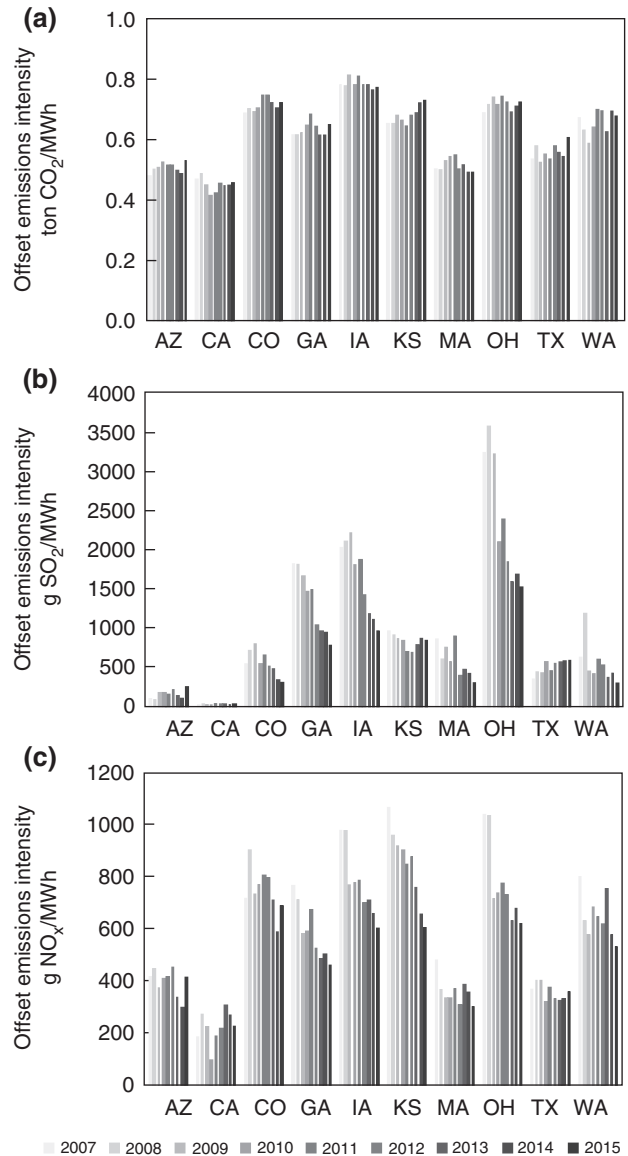 (a)
Offset emissions intensity
ton CO2/MWh
1.0
0.8
0.6
0.4
0.2
0.0
AZ CA CO GA IA KS MA OH TX WA
(b)
Offset emissions intensity
g SO2/MWh
4000
3500
3000
2500
2000
1500
1000
500
0
AZ CA CO GA IA KS MA OH TX WA
(c)
Offset emissions intensity
g NOx/MWh
1200
1000
800
600
400
200
0
AZ CA CO GA IA KS MA OH TX WA
2007 2008 2009 2010 2011 2012 2013 2014 2015